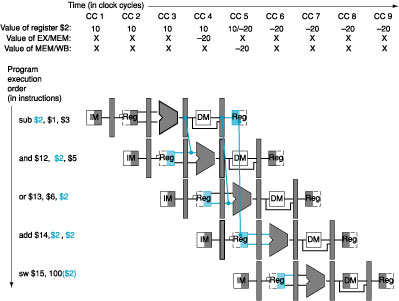 Time (in clock cycles)
CC 1 CC 2 CC 3 CC 4 CC 5 CC 6 CC 7 CC 8 CC 9
Value of register $2: 10 10 10 10 10/–20 –20 –20 –20 –20
Value of EX/MEM: X X X –20 X X X X X
Value of MEM/WB: X X X X –20 X X X X
Program
execution
order
(in instructions)
sub $2, $1, $3
IM Reg DM Reg
and $12, $2, $5
IM Reg DM Reg
or $13, $6, $2
IM Reg DM Reg
add $14,$2 , $2
IM Reg DM Reg
sw $15, 100($2)
IM Reg DM Reg